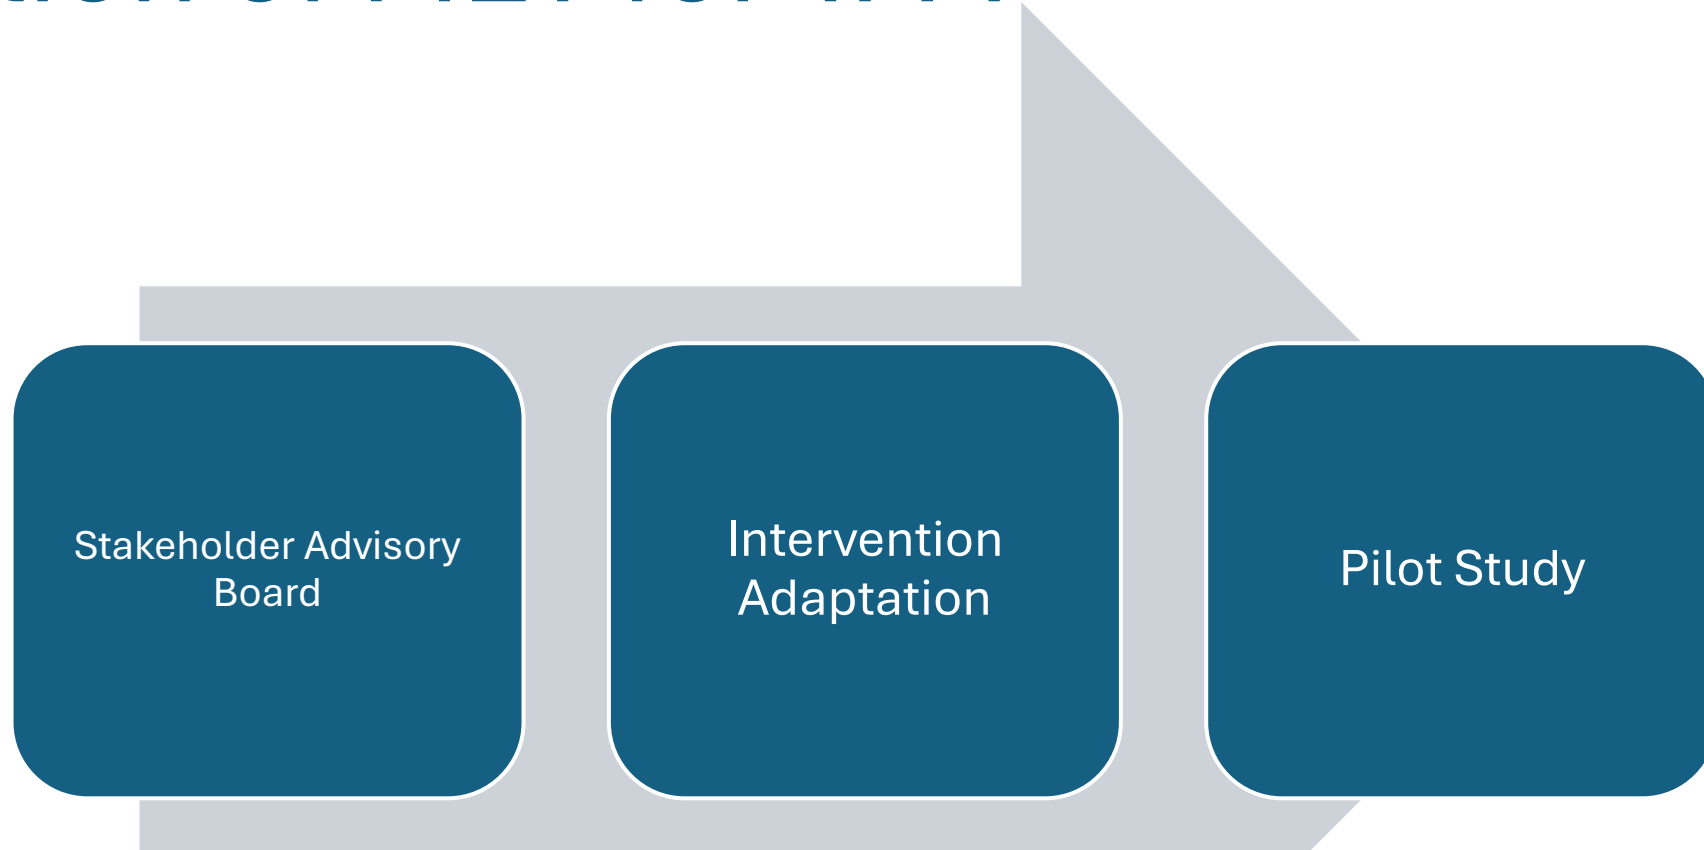 Stakeholder Advisory
Board
Intervention
Adaptation
Pilot Study